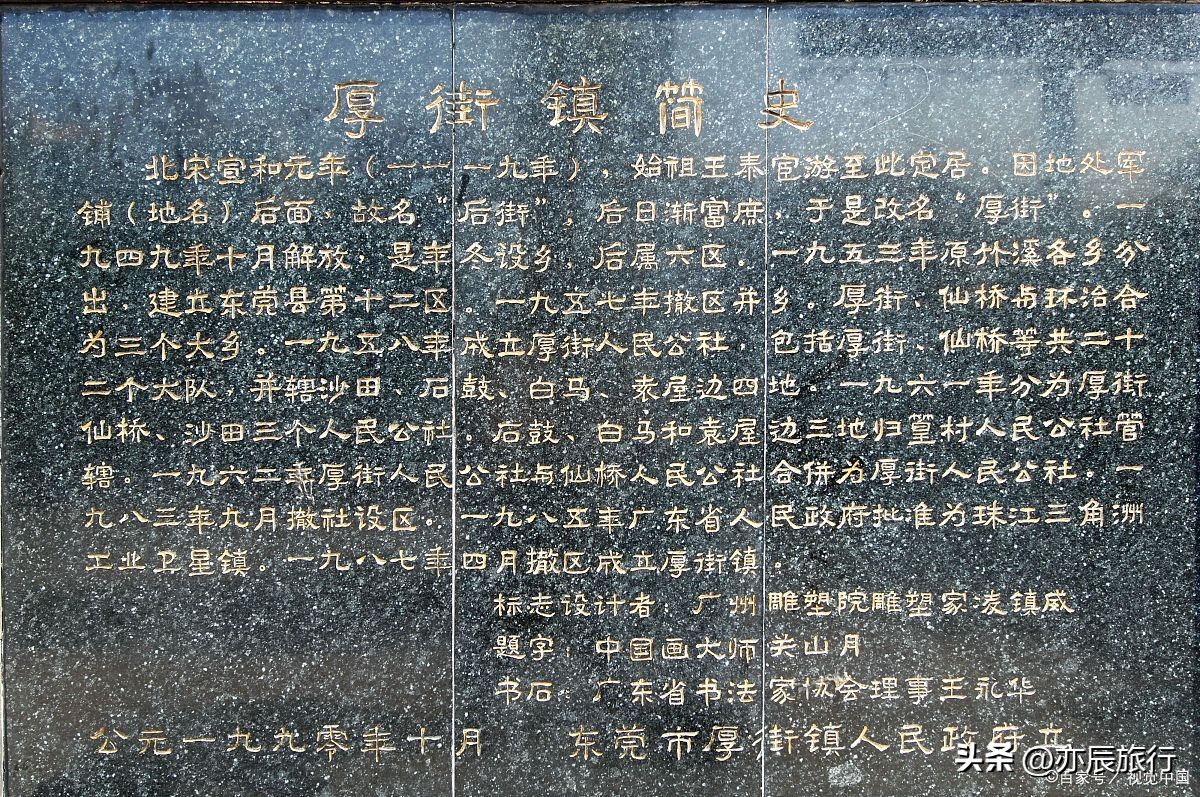 厚街镇简史
北宋宣和元年（一一一九年），始祖王泰宦游至此定居。因地处军
铺（地名）后面，故名“后街”，后日渐富庶，于是改名“厚街”。一
九四九年十月解放，是年冬设乡，后属六区。一九五三年原外溪各乡分
出，建立东莞县第十二区。一九五七年撤区并乡。厚街、仙桥与环治合
为三个大乡。一九五八年成立厚街人民公社，包括厚街、仙桥等共二十
二个大队，并辖沙田、石鼓、白马、袁屋边四地。一九六一年分为厚街
仙桥、沙田三个人民公社。石鼓、白马和袁屋边三地归篁村人民公社管
辖。一九六二年厚街人民公社与仙桥人民公社合併为厚街人民公社。一
九八三年九月撤社设区。一九八五年广东省人民政府批准为珠江三角洲
工业卫星镇。一九八七年四月撤区成立厚街镇。
标志设计者：广州雕塑院雕塑家凌镇威
题字：中国画大师关山月
书石：广东省书法家协会理事王永华
公元一九九零年十月 东莞市厚街镇人民政府立
头条 @亦辰旅行
©百家号/视觉中国